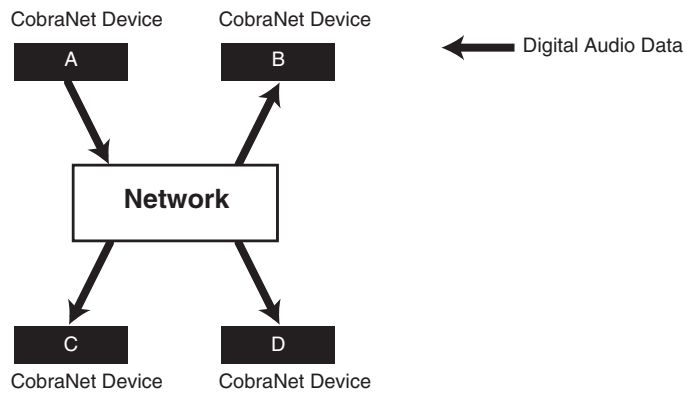 CobraNet Device
CobraNet Device
A
B
Digital Audio Data
Network
C
D
CobraNet Device
CobraNet Device